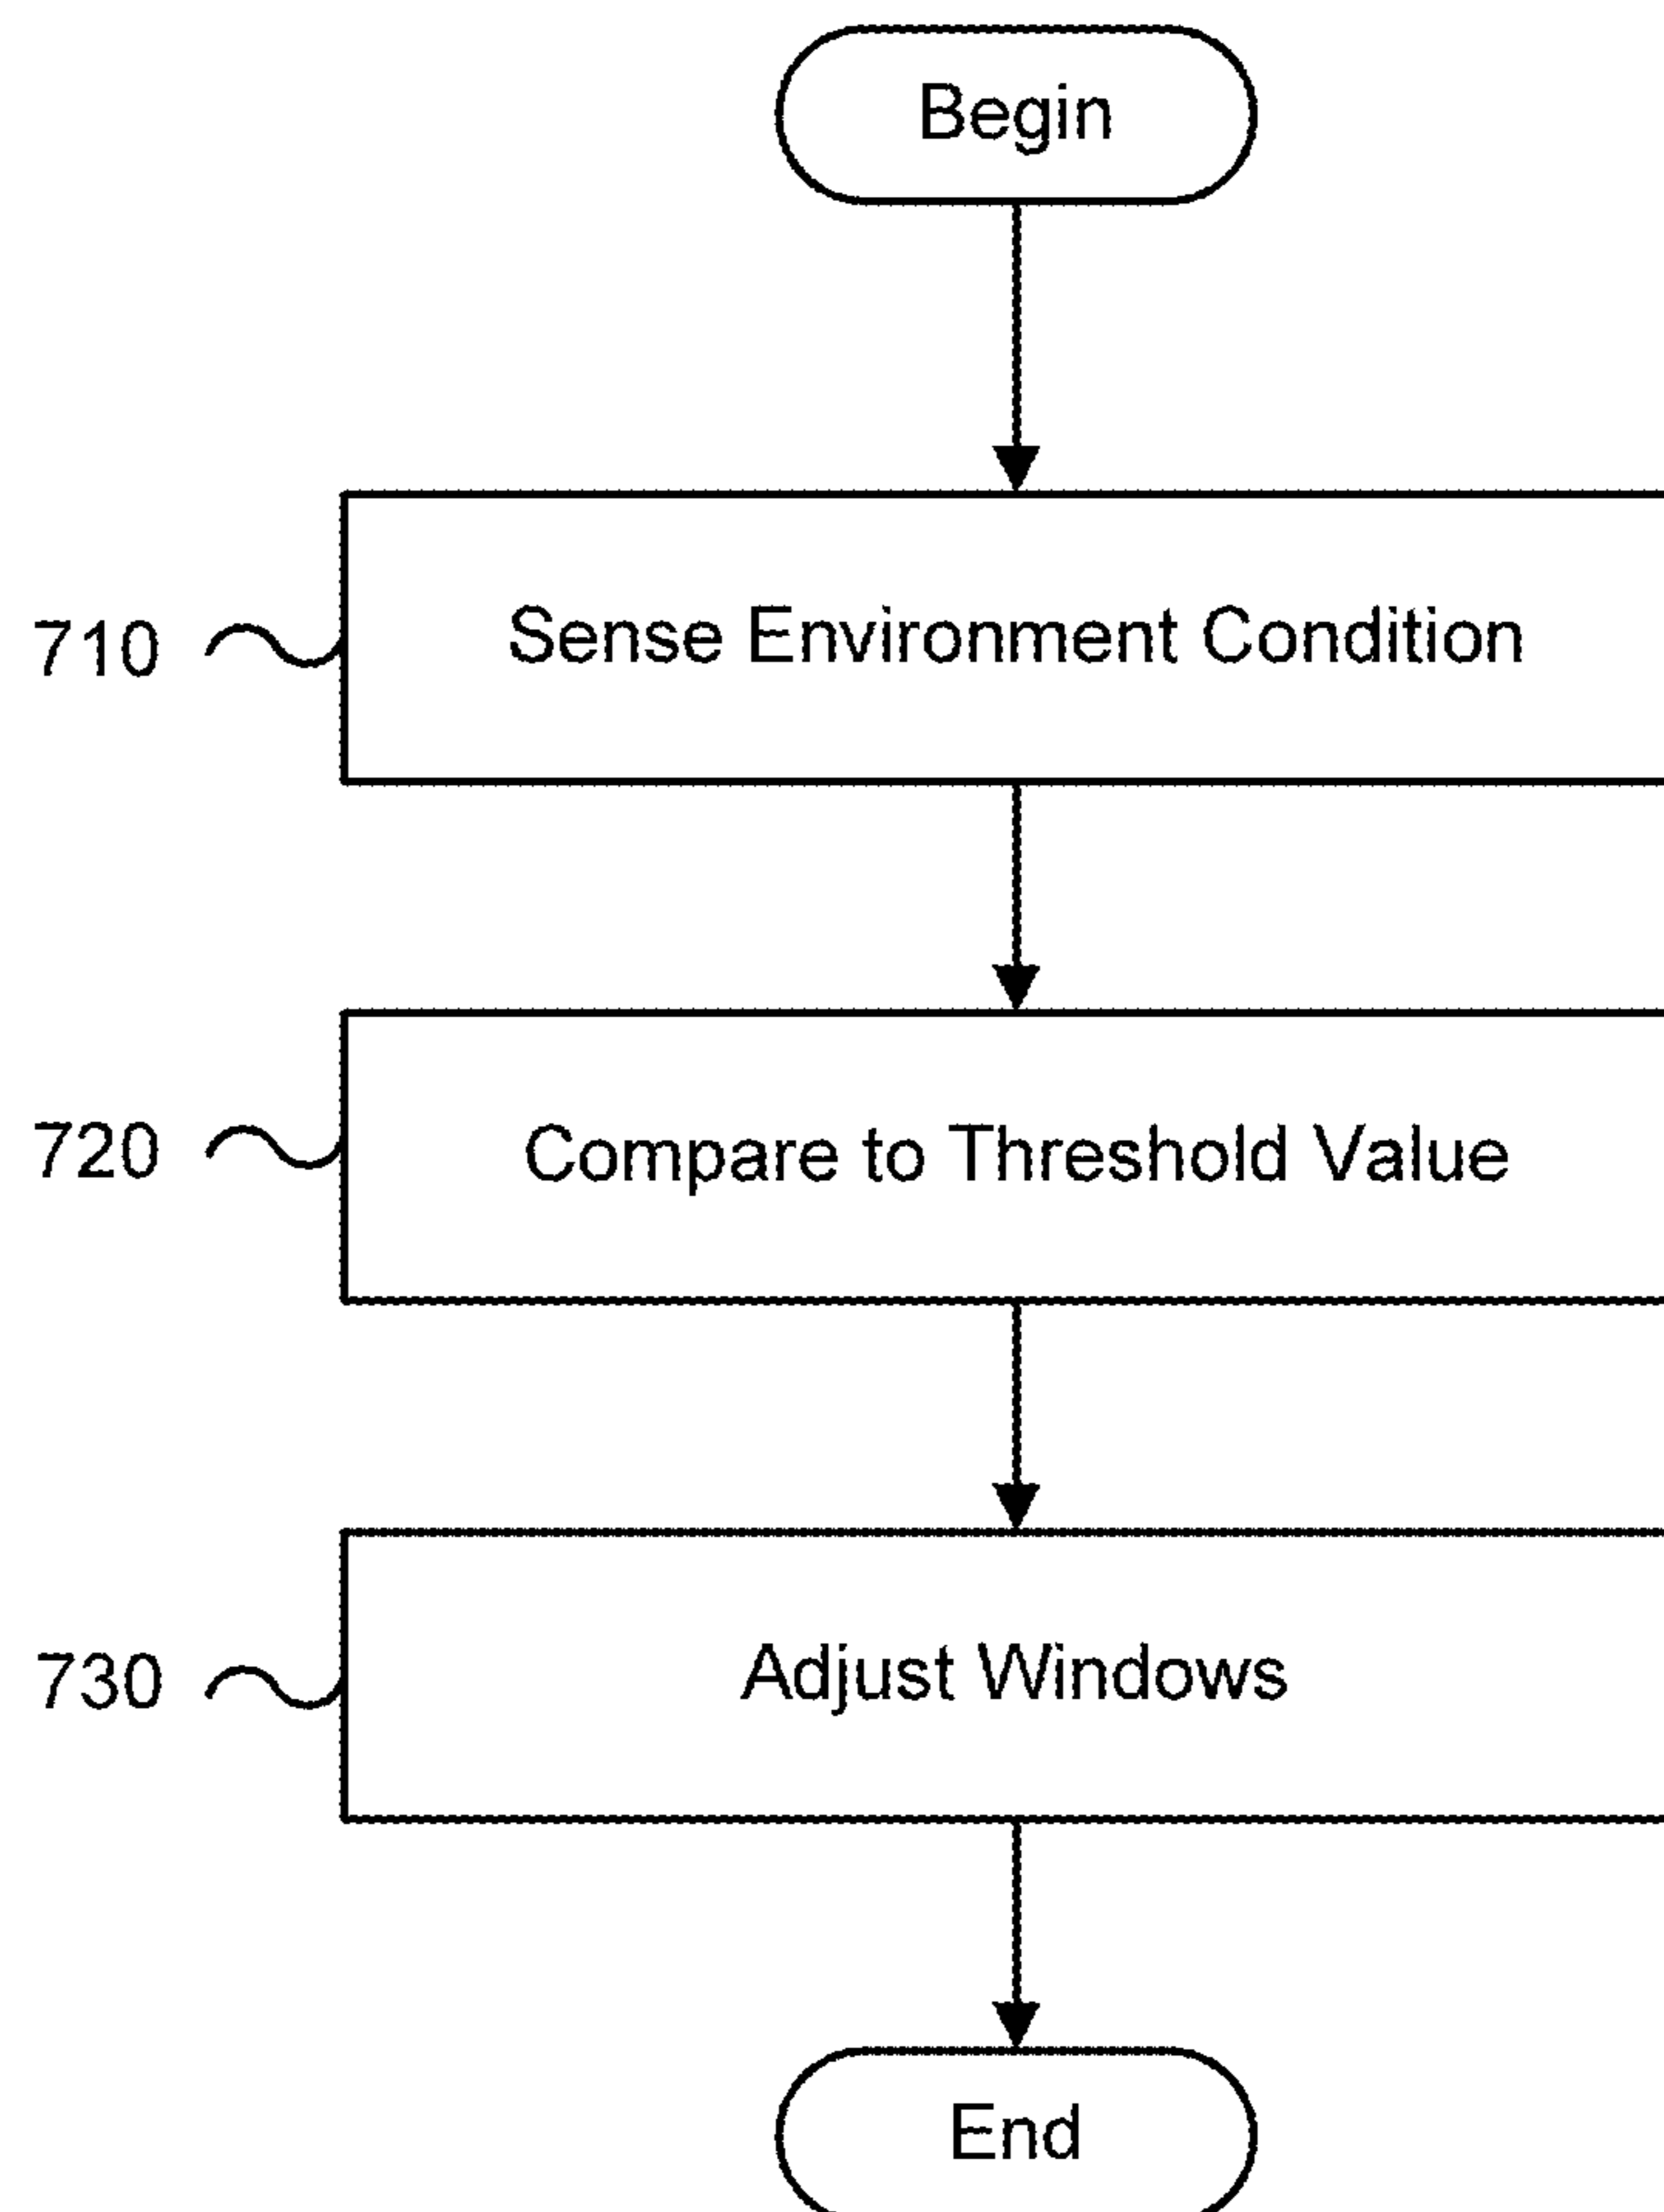 Begin
710
Sense Environment Condition
720
Compare to Threshold Value
730
Adjust Windows
End